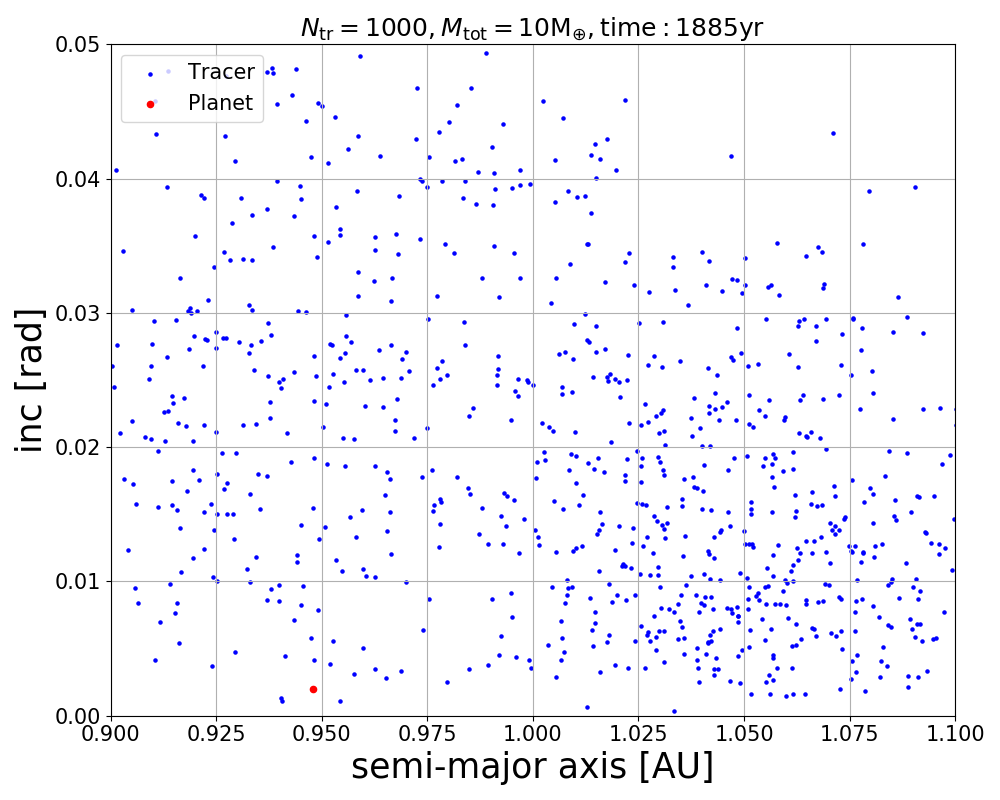 N_tr = 1000, M_tot = 10M_⊕, time : 1885yr
Tracer
Planet
0.05
0.04
0.03
0.02
0.01
0.00
inc [rad]
0.900 0.925 0.950 0.975 1.000 1.025 1.050 1.075 1.100
semi-major axis [AU]